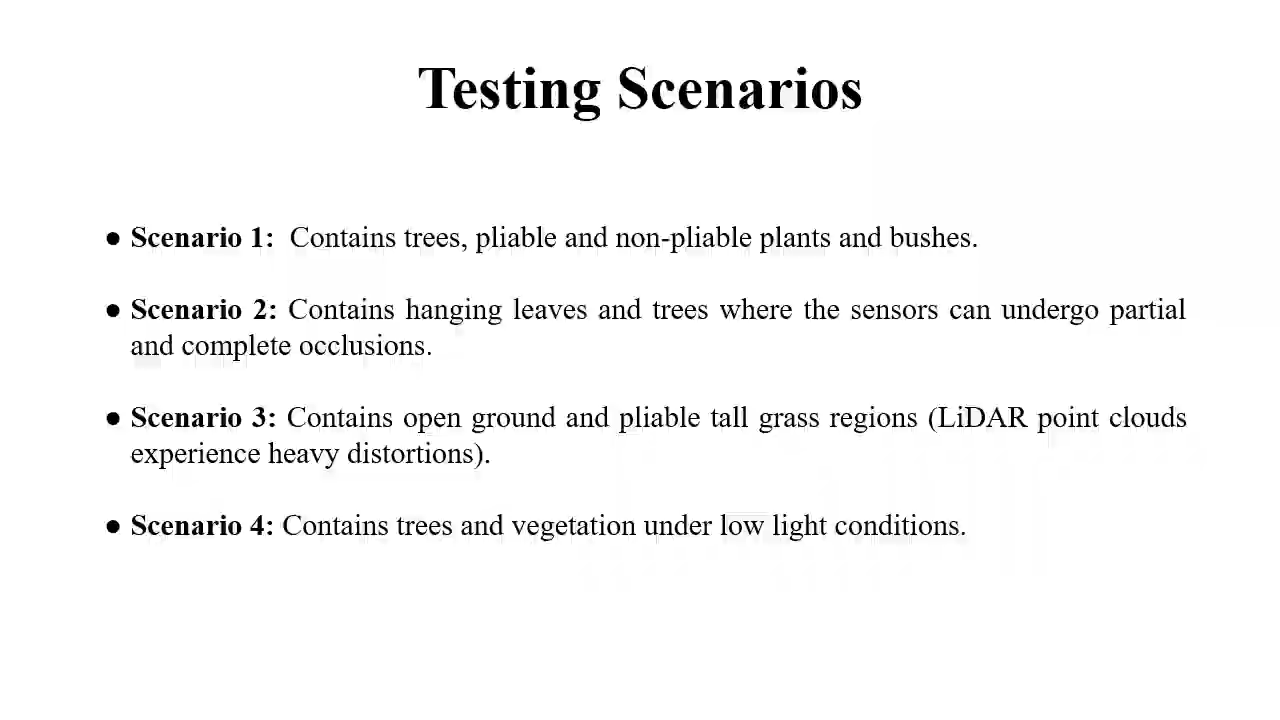 Testing Scenarios
● Scenario 1: Contains trees, pliable and non-pliable plants and bushes.
● Scenario 2: Contains hanging leaves and trees where the sensors can undergo partial
and complete occlusions.
● Scenario 3: Contains open ground and pliable tall grass regions (LiDAR point clouds
experience heavy distortions).
● Scenario 4: Contains trees and vegetation under low light conditions.